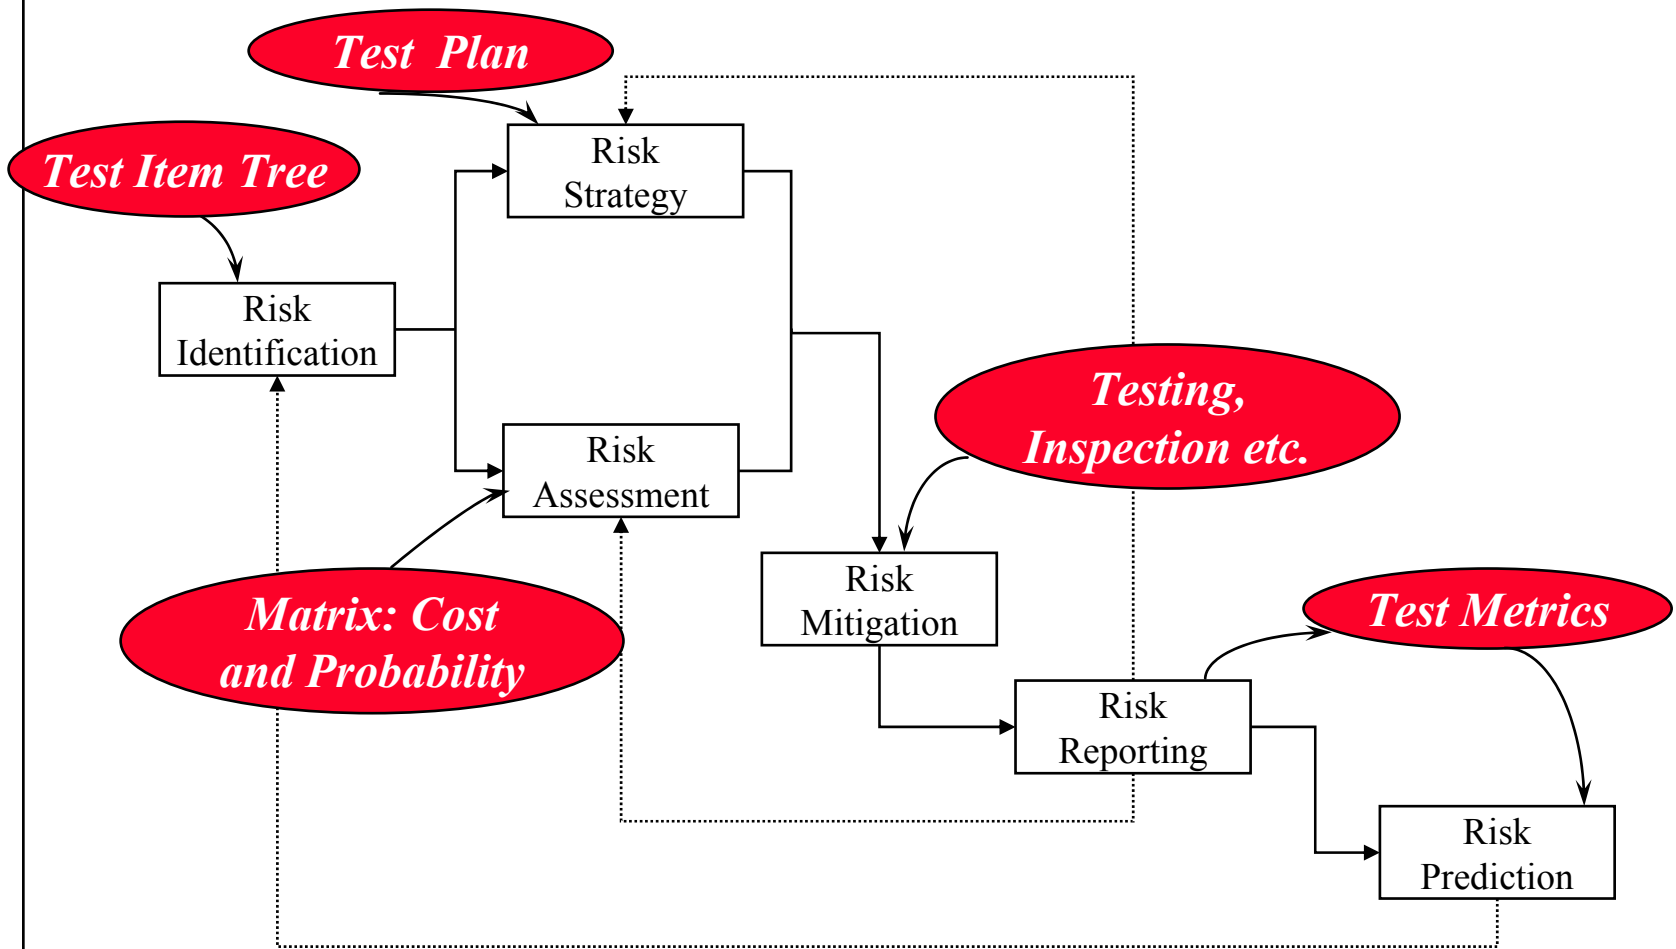 Test Plan
Test Item Tree
Risk
Strategy
Risk
Identification
Testing,
Inspection etc.
Risk
Assessment
Risk
Mitigation
Matrix: Cost
and Probability
Test Metrics
Risk
Reporting
Risk
Prediction